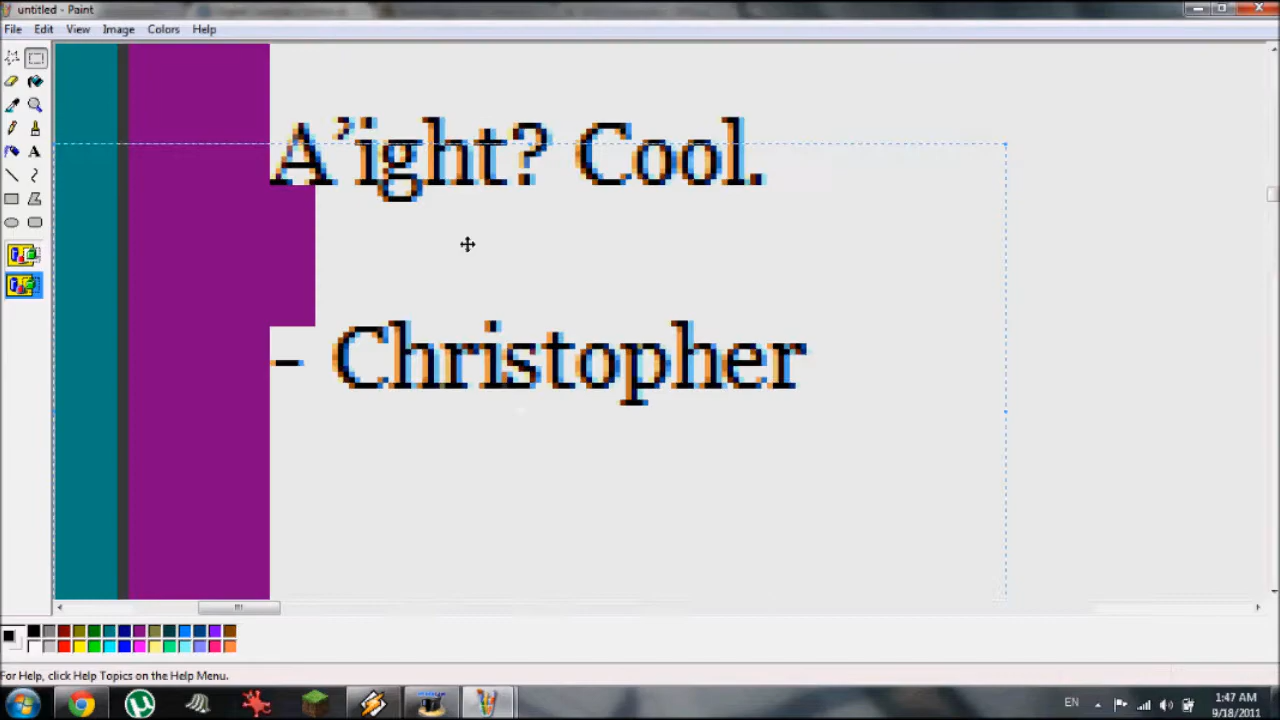 untitled - Paint
File Edit View Image Colors Help
A'ight? Cool.
- Christopher
For Help, click Help Topics on the Help Menu.
EN
1:47 AM
9/18/2011